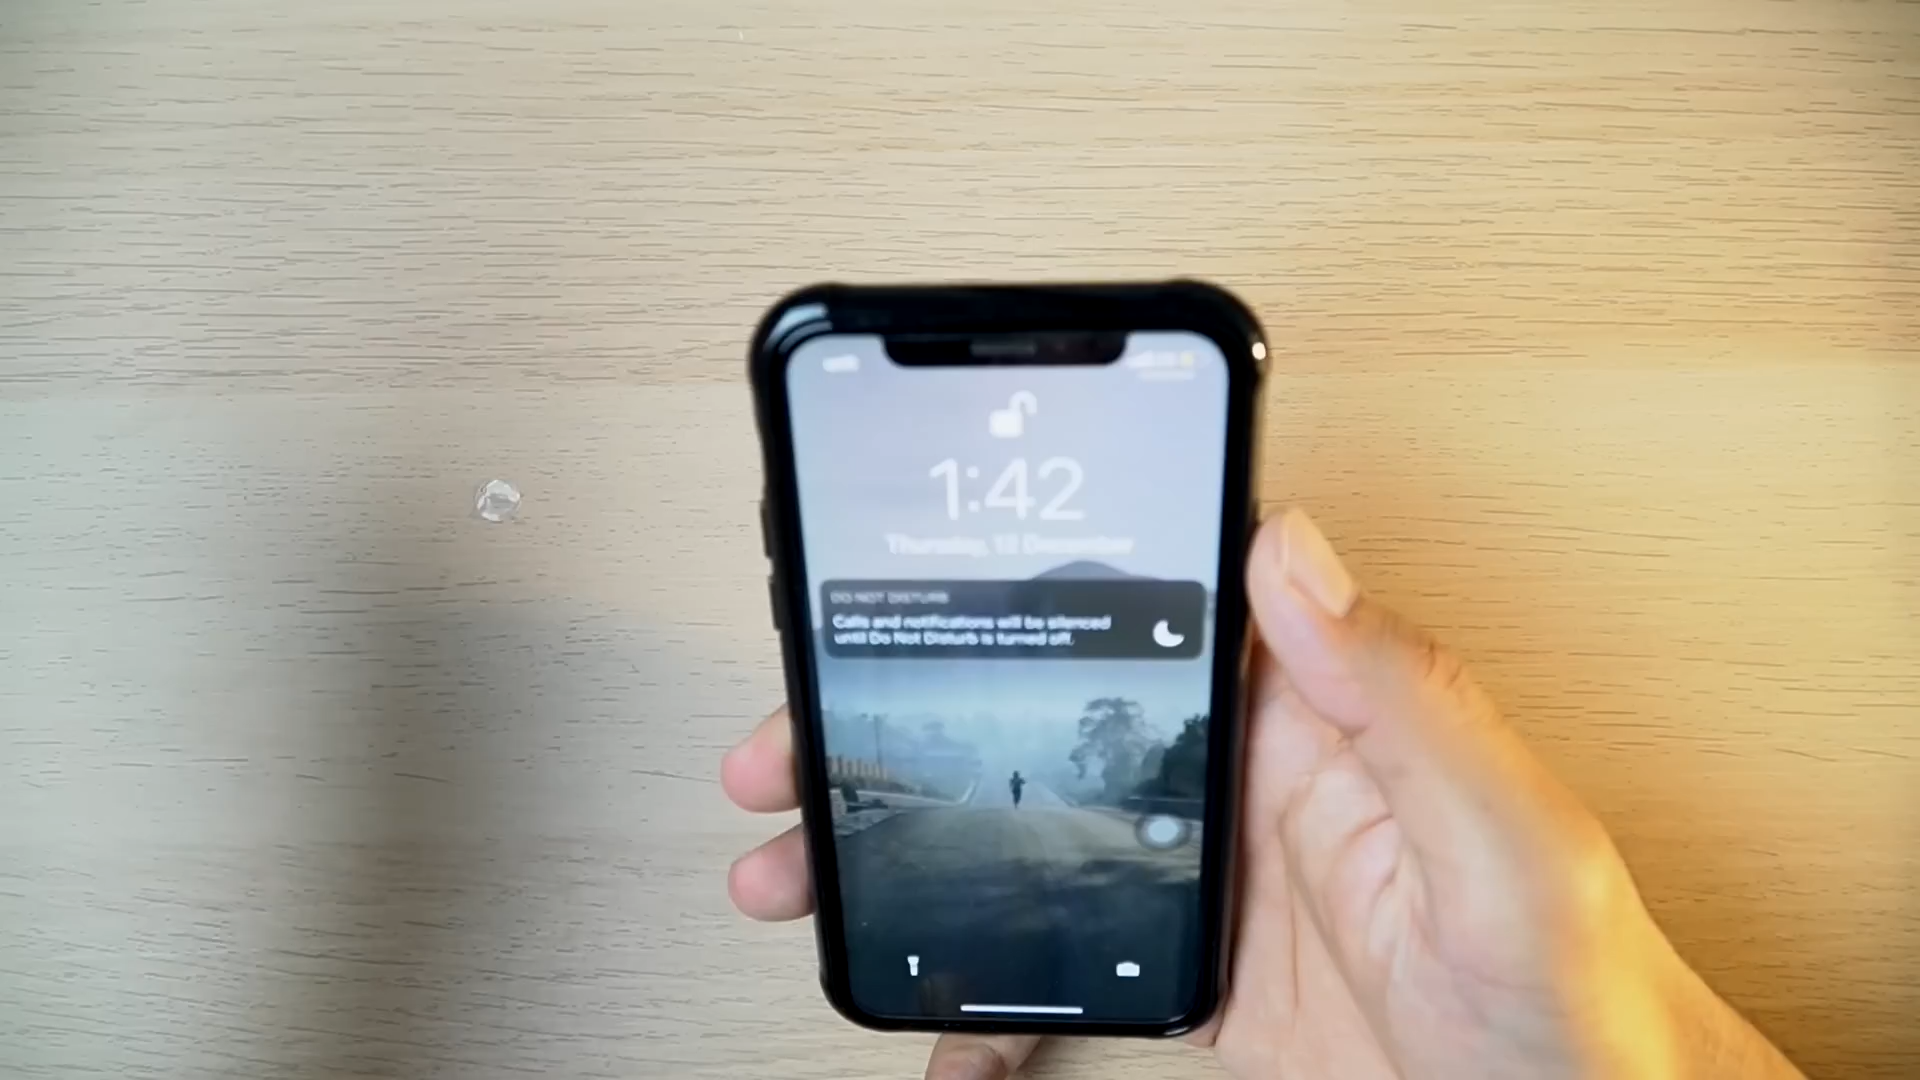 1:42
Thursday, 12 December
DO NOT DISTURB
Calls and notifications will be silenced
until Do Not Disturb is turned off.